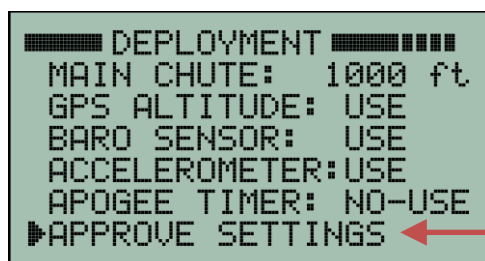 DEPLOYMENT
MAIN CHUTE: 1000 ft
GPS ALTITUDE: USE
BARO SENSOR: USE
ACCELEROMETER:USE
APOGEE TIMER: NO-USE
APPROVE SETTINGS